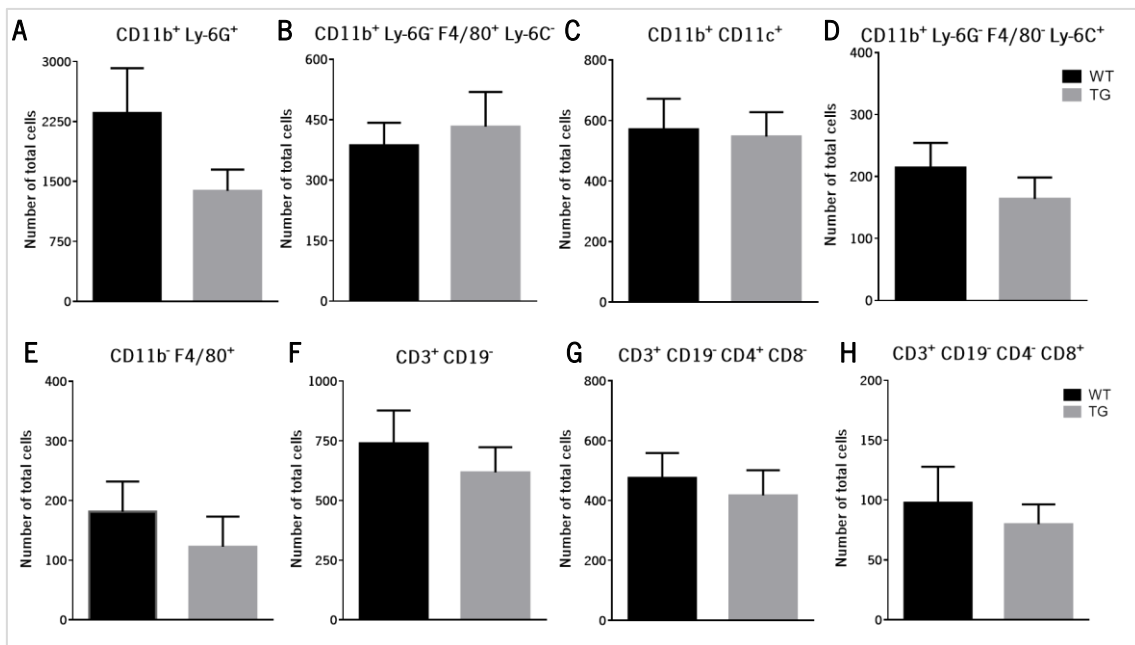 A
CD11b⁺ Ly-6G⁺
Number of total cells
3000
2250
1500
750
0
B
CD11b⁺ Ly-6G⁻ F4/80⁺ Ly-6C⁻
Number of total cells
600
450
300
150
0
C
CD11b⁺ CD11c⁺
Number of total cells
800
600
400
200
0
D
CD11b⁺ Ly-6G⁻ F4/80⁻ Ly-6C⁺
Number of total cells
400
300
200
100
0
WT
TG
E
CD11b⁻ F4/80⁺
Number of total cells
400
300
200
100
0
F
CD3⁺ CD19⁻
Number of total cells
1000
750
500
250
0
G
CD3⁺ CD19⁻ CD4⁺ CD8⁻
Number of total cells
800
600
400
200
0
H
CD3⁺ CD19⁻ CD4⁻ CD8⁺
Number of total cells
200
150
100
50
0
WT
TG